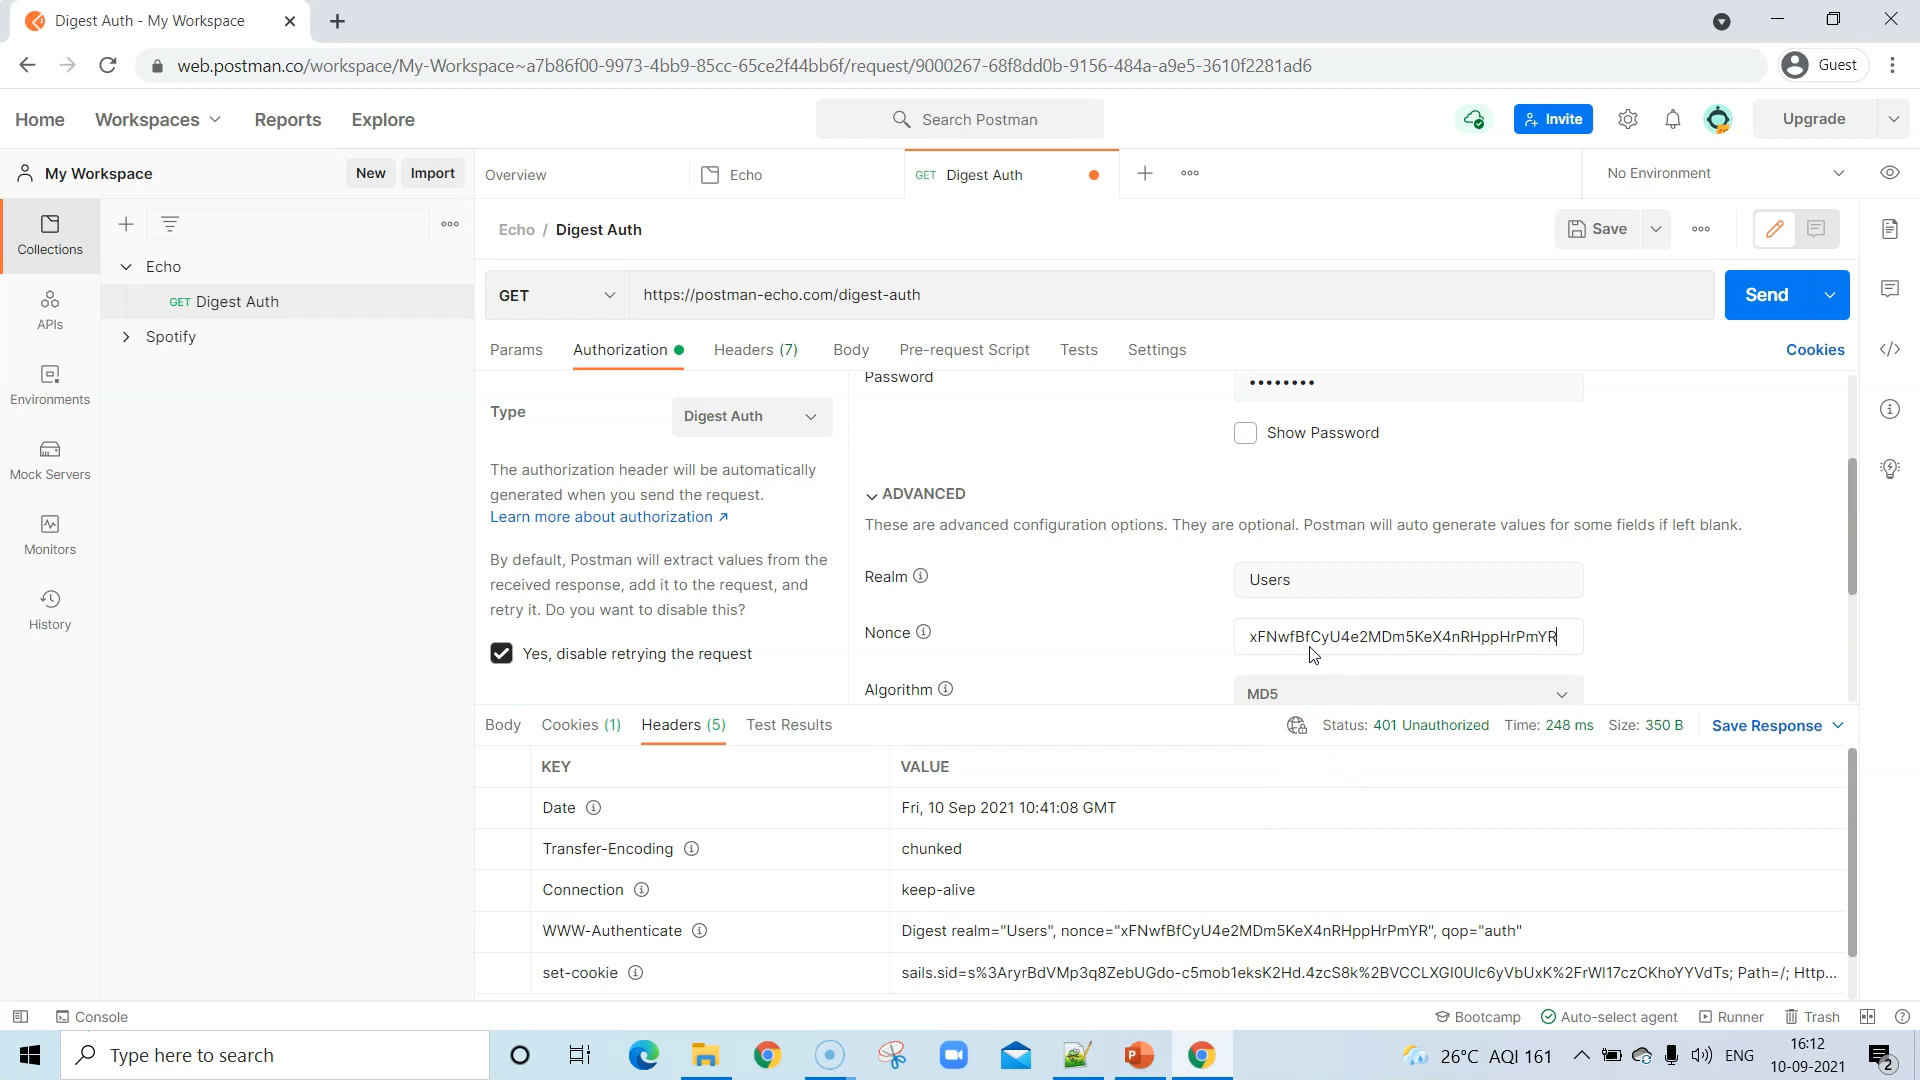 Digest Auth - My Workspace
web.postman.co/workspace/My-Workspace~a7b86f00-9973-4bb9-85cc-65ce2f44bb6f/request/9000267-68f8dd0b-9156-484a-a9e5-3610f2281ad6
Guest
Home Workspaces Reports Explore
Search Postman
Invite
Upgrade
My Workspace
New
Import
Overview
Echo
GET Digest Auth
No Environment
Collections
APIs
Environments
Mock Servers
Monitors
History
Echo
GET Digest Auth
Spotify
Echo / Digest Auth
Save
GET
https://postman-echo.com/digest-auth
Send
Params Authorization Headers (7) Body Pre-request Script Tests Settings
Cookies
Type
Digest Auth
The authorization header will be automatically
generated when you send the request.
Learn more about authorization ↗
By default, Postman will extract values from the
received response, add it to the request, and
retry it. Do you want to disable this?
Yes, disable retrying the request
Password
••••••••
Show Password
ADVANCED
These are advanced configuration options. They are optional. Postman will auto generate values for some fields if left blank.
Realm
Users
Nonce
xFNwfBfCyU4e2MDm5KeX4nRHppHrPmYR
Algorithm
MD5
Body Cookies (1) Headers (5) Test Results
Status: 401 Unauthorized Time: 248 ms Size: 350 B
Save Response
KEY VALUE
Date Fri, 10 Sep 2021 10:41:08 GMT
Transfer-Encoding chunked
Connection keep-alive
WWW-Authenticate Digest realm="Users", nonce="xFNwfBfCyU4e2MDm5KeX4nRHppHrPmYR", qop="auth"
set-cookie sails.sid=s%3AryrBdVMp3q8ZebUGdo-c5mob1eksK2Hd.4zcS8k%2BVCCLXGI0UIc6yVbUxK%2FrWI17czCKhoYYVdTs; Path=/; Http...
Console
Bootcamp Auto-select agent Runner Trash
Type here to search
26°C AQI 161
ENG
16:12
10-09-2021
2